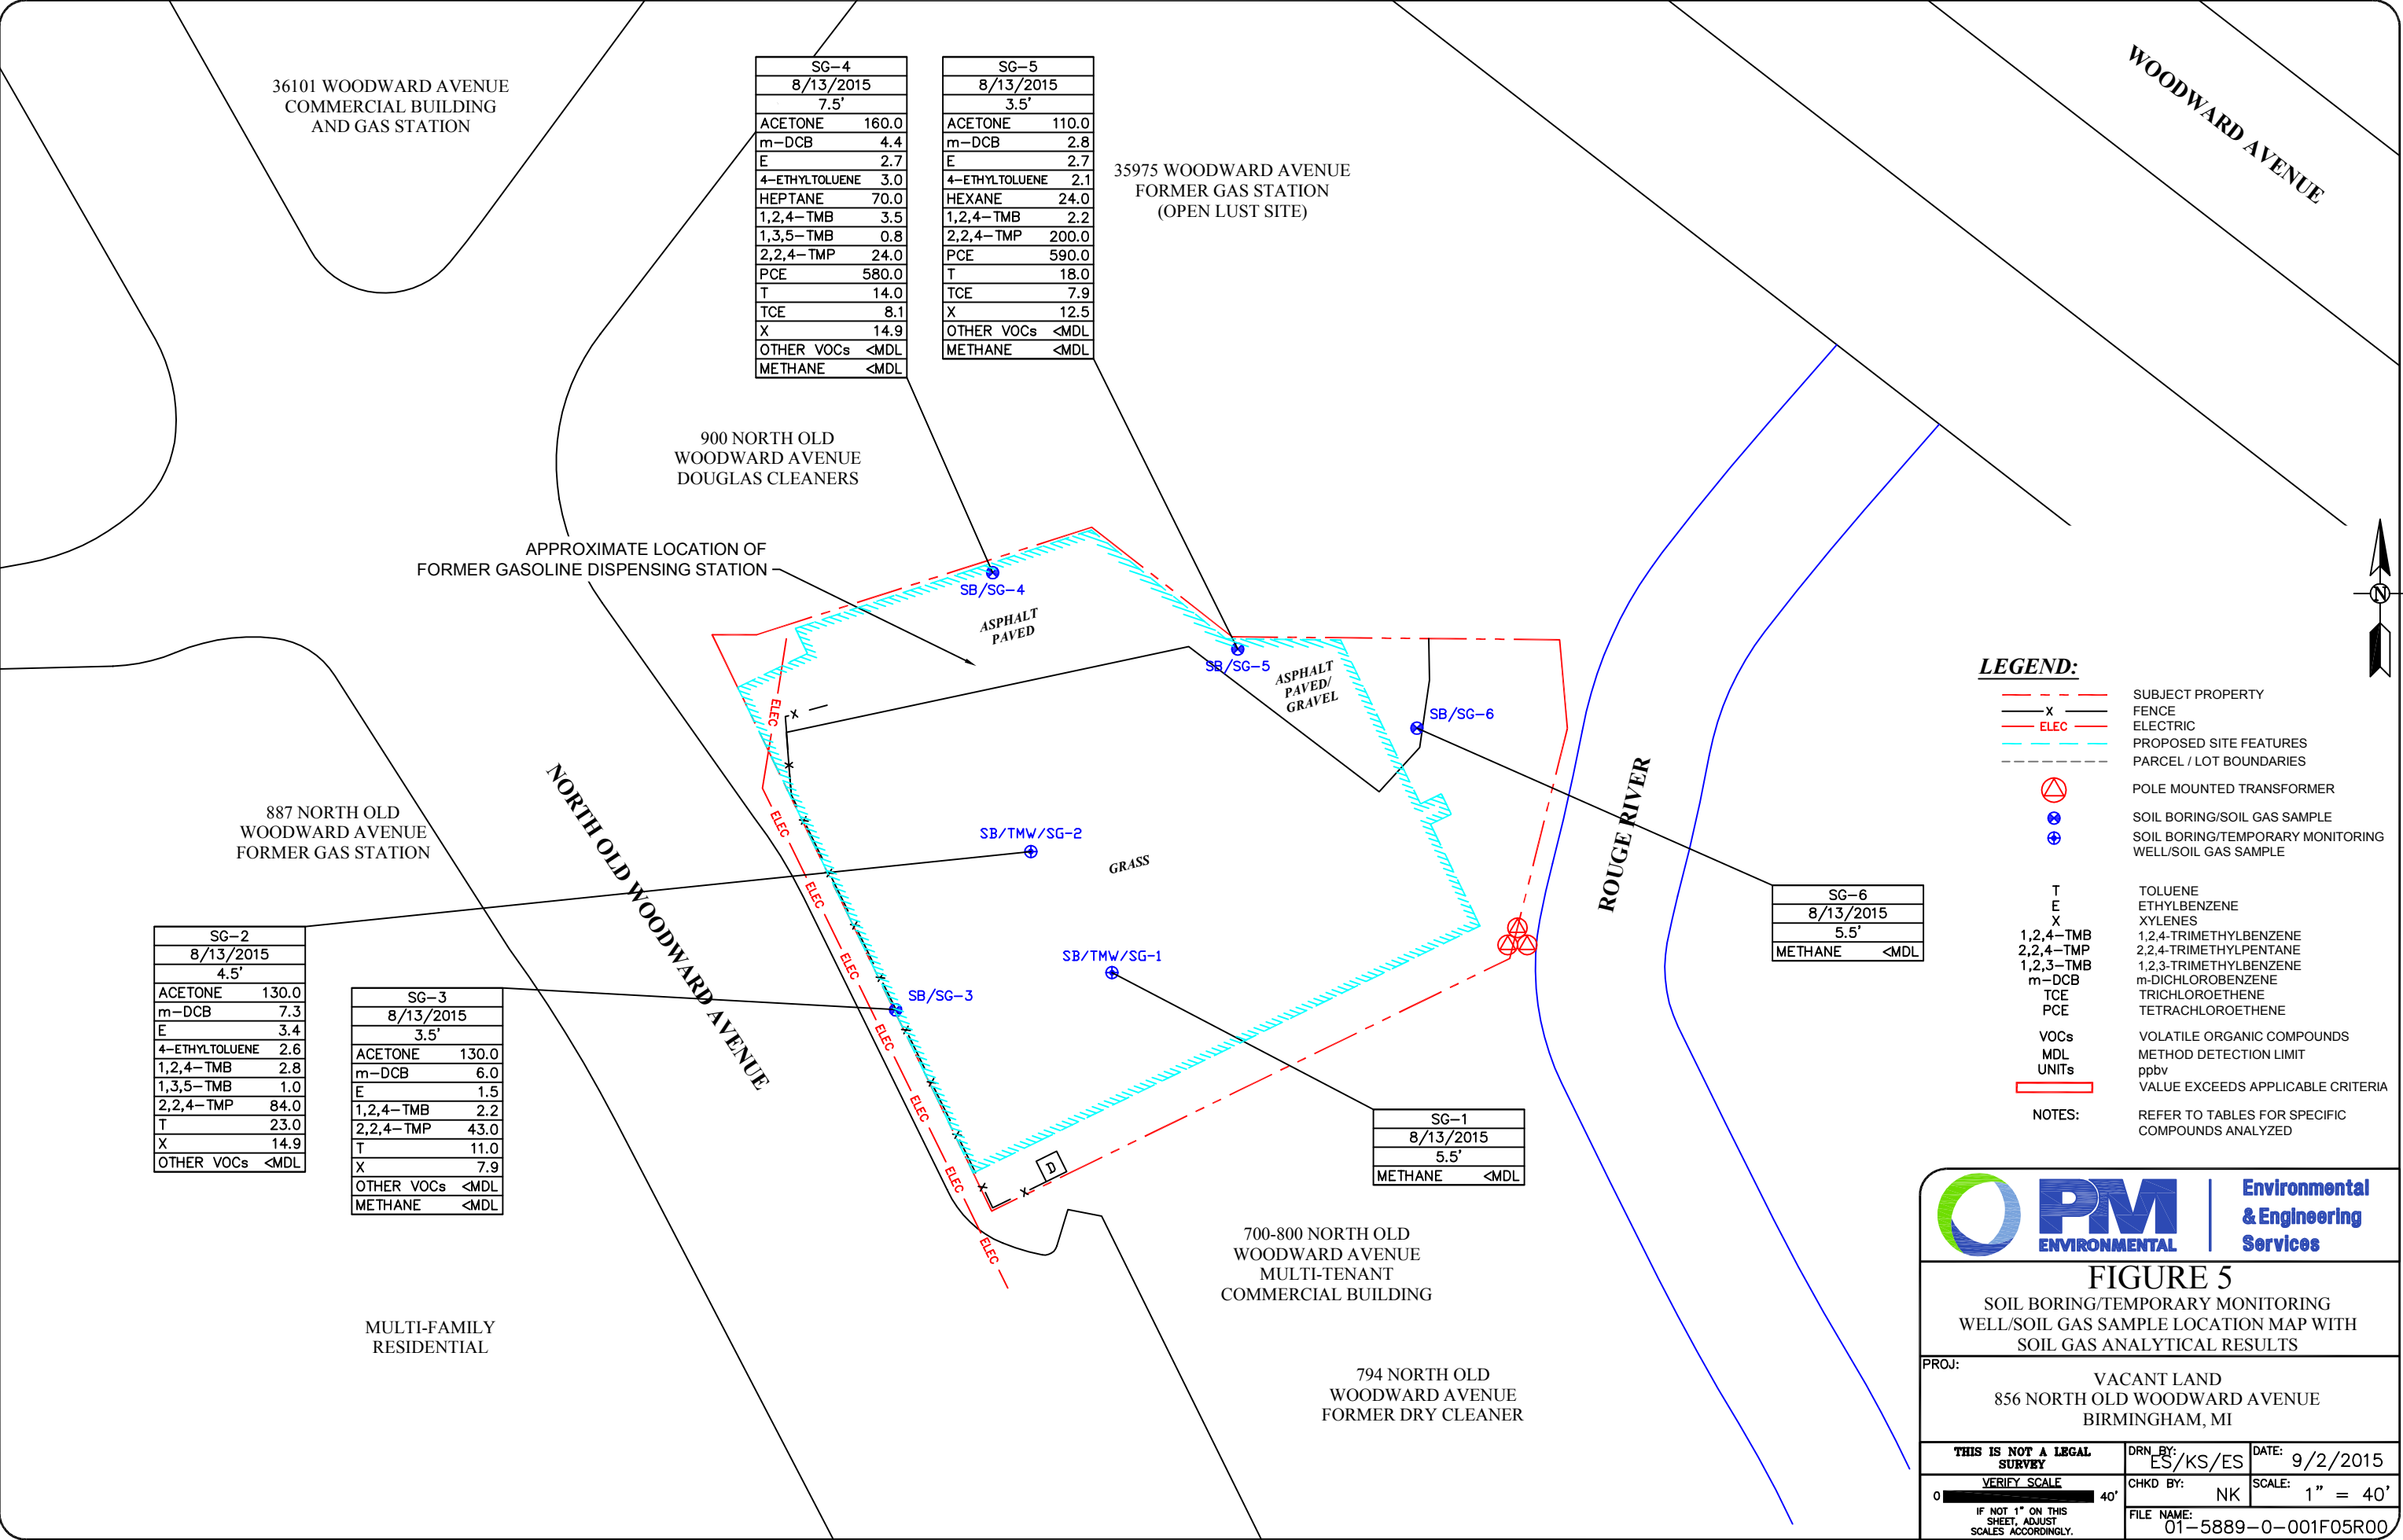 36101 WOODWARD AVENUE
COMMERCIAL BUILDING
AND GAS STATION
SG-4
8/13/2015
7.5'
ACETONE 160.0
m-DCB 4.4
E 2.7
4-ETHYLTOLUENE 3.0
HEPTANE 70.0
1,2,4-TMB 3.5
1,3,5-TMB 0.8
2,2,4-TMP 24.0
PCE 580.0
T 14.0
TCE 8.1
X 14.9
OTHER VOCs <MDL
METHANE <MDL
SG-5
8/13/2015
3.5'
ACETONE 110.0
m-DCB 2.8
E 2.7
4-ETHYLTOLUENE 2.1
HEXANE 24.0
1,2,4-TMB 2.2
2,2,4-TMP 200.0
PCE 590.0
T 18.0
TCE 7.9
X 12.5
OTHER VOCs <MDL
METHANE <MDL
35975 WOODWARD AVENUE
FORMER GAS STATION
(OPEN LUST SITE)
WOODWARD AVENUE
900 NORTH OLD
WOODWARD AVENUE
DOUGLAS CLEANERS
APPROXIMATE LOCATION OF
FORMER GASOLINE DISPENSING STATION
SB/SG-4
ASPHALT
PAVED
SB/SG-5
ASPHALT
PAVED/
GRAVEL
SB/SG-6
N
ELEC
X
X
X
X
X
X
X
X
X
X
X
ELEC
ELEC
ELEC
ELEC
ELEC
ELEC
ELEC
887 NORTH OLD
WOODWARD AVENUE
FORMER GAS STATION
NORTH OLD WOODWARD AVENUE
SB/TMW/SG-2
GRASS
SB/TMW/SG-1
SB/SG-3
ROUGE RIVER
D
SG-2
8/13/2015
4.5'
ACETONE 130.0
m-DCB 7.3
E 3.4
4-ETHYLTOLUENE 2.6
1,2,4-TMB 2.8
1,3,5-TMB 1.0
2,2,4-TMP 84.0
T 23.0
X 14.9
OTHER VOCs <MDL
SG-3
8/13/2015
3.5'
ACETONE 130.0
m-DCB 6.0
E 1.5
1,2,4-TMB 2.2
2,2,4-TMP 43.0
T 11.0
X 7.9
OTHER VOCs <MDL
METHANE <MDL
SG-6
8/13/2015
5.5'
METHANE <MDL
SG-1
8/13/2015
5.5'
METHANE <MDL
700-800 NORTH OLD
WOODWARD AVENUE
MULTI-TENANT
COMMERCIAL BUILDING
MULTI-FAMILY
RESIDENTIAL
794 NORTH OLD
WOODWARD AVENUE
FORMER DRY CLEANER
LEGEND:
SUBJECT PROPERTY
X FENCE
ELEC ELECTRIC
PROPOSED SITE FEATURES
PARCEL / LOT BOUNDARIES
POLE MOUNTED TRANSFORMER
SOIL BORING/SOIL GAS SAMPLE
SOIL BORING/TEMPORARY MONITORING
WELL/SOIL GAS SAMPLE
T TOLUENE
E ETHYLBENZENE
X XYLENES
1,2,4-TMB 1,2,4-TRIMETHYLBENZENE
2,2,4-TMP 2,2,4-TRIMETHYLPENTANE
1,2,3-TMB 1,2,3-TRIMETHYLBENZENE
m-DCB m-DICHLOROBENZENE
TCE TRICHLOROETHENE
PCE TETRACHLOROETHENE
VOCs VOLATILE ORGANIC COMPOUNDS
MDL METHOD DETECTION LIMIT
UNITs ppbv
VALUE EXCEEDS APPLICABLE CRITERIA
NOTES: REFER TO TABLES FOR SPECIFIC
COMPOUNDS ANALYZED
PM
ENVIRONMENTAL
Environmental
& Engineering
Services
FIGURE 5
SOIL BORING/TEMPORARY MONITORING
WELL/SOIL GAS SAMPLE LOCATION MAP WITH
SOIL GAS ANALYTICAL RESULTS
PROJ:
VACANT LAND
856 NORTH OLD WOODWARD AVENUE
BIRMINGHAM, MI
THIS IS NOT A LEGAL
SURVEY
VERIFY SCALE
0 40'
IF NOT 1" ON THIS
SHEET, ADJUST
SCALES ACCORDINGLY.
DRN BY: ES/KS/ES
DATE: 9/2/2015
CHKD BY: NK
SCALE: 1" = 40'
FILE NAME:
01-5889-0-001F05R00